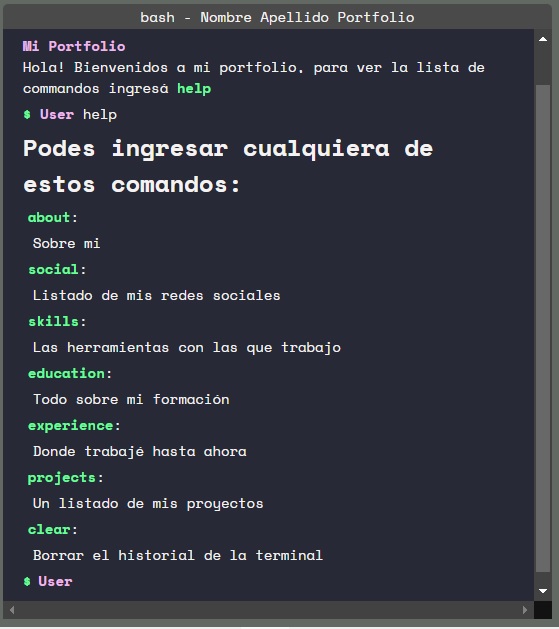 bash - Nombre Apellido Portfolio
Mi Portfolio
Hola! Bienvenidos a mi portfolio, para ver la lista de
comandos ingresá help
$ User help
Podes ingresar cualquiera de
estos comandos:
about:
Sobre mi
social:
Listado de mis redes sociales
skills:
Las herramientas con las que trabajo
education:
Todo sobre mi formación
experience:
Donde trabajé hasta ahora
projects:
Un listado de mis proyectos
clear:
Borrar el historial de la terminal
$ User